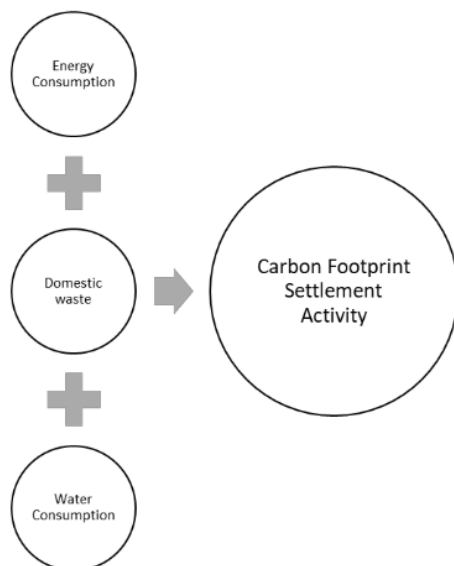 Energy
Consumption
Domestic
waste
Carbon Footprint
Settlement
Activity
Water
Consumption